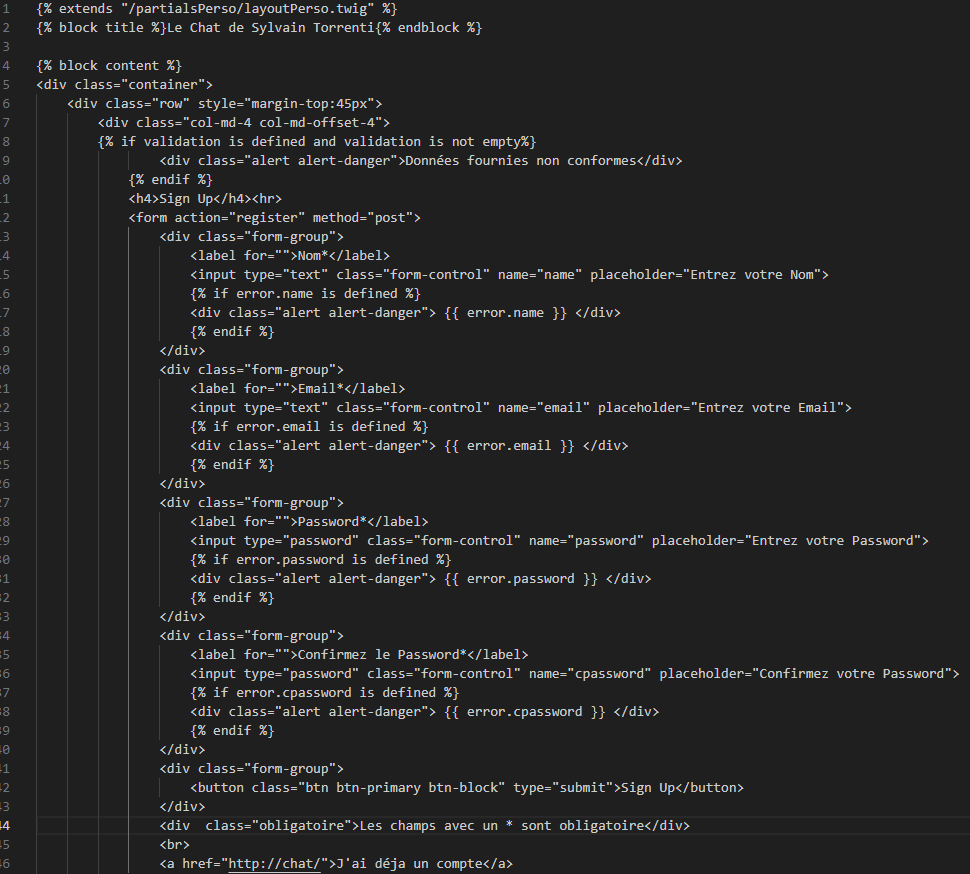 1 {% extends "/partialsPerso/layoutPerso.twig" %}
2 {% block title %}Le Chat de Sylvain Torrenti{% endblock %}
3
4 {% block content %}
5 <div class="container">
6 <div class="row" style="margin-top:45px">
7 <div class="col-md-4 col-md-offset-4">
8 {% if validation is defined and validation is not empty%}
9 <div class="alert alert-danger">Données fournies non conformes</div>
0 {% endif %}
1 <h4>Sign Up</h4><hr>
2 <form action="register" method="post">
3 <div class="form-group">
4 <label for="">Nom*</label>
5 <input type="text" class="form-control" name="name" placeholder="Entrez votre Nom">
6 {% if error.name is defined %}
7 <div class="alert alert-danger"> {{ error.name }} </div>
8 {% endif %}
9 </div>
20 <div class="form-group">
21 <label for="">Email*</label>
22 <input type="text" class="form-control" name="email" placeholder="Entrez votre Email">
23 {% if error.email is defined %}
24 <div class="alert alert-danger"> {{ error.email }} </div>
25 {% endif %}
26 </div>
27 <div class="form-group">
28 <label for="">Password*</label>
29 <input type="password" class="form-control" name="password" placeholder="Entrez votre Password">
30 {% if error.password is defined %}
31 <div class="alert alert-danger"> {{ error.password }} </div>
32 {% endif %}
33 </div>
34 <div class="form-group">
35 <label for="">Confirmez le Password*</label>
36 <input type="password" class="form-control" name="cpassword" placeholder="Confirmez votre Password">
37 {% if error.cpassword is defined %}
38 <div class="alert alert-danger"> {{ error.cpassword }} </div>
39 {% endif %}
40 </div>
41 <div class="form-group">
42 <button class="btn btn-primary btn-block" type="submit">Sign Up</button>
43 </div>
44 <div  class="obligatoire">Les champs avec un * sont obligatoire</div>
45 <br>
46 <a href="http://chat/">J'ai déja un compte</a>